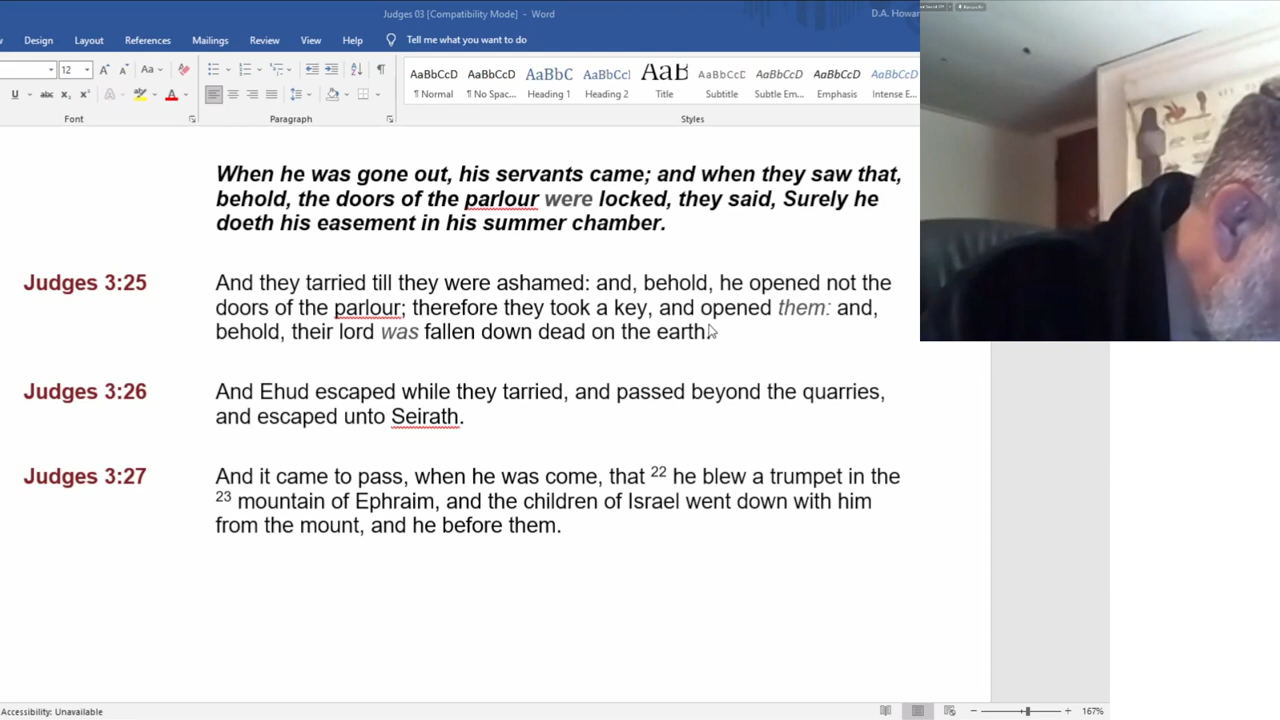 Judges 03 [Compatibility Mode] - Word
D.A. Howar
Design Layout References Mailings Review View Help Tell me what you want to do
12
Aa
AaBbCcD AaBbCcD AaBbC AaBbCcl AaB AaBbCcD AaBbCcD AaBbCcD AaBbCcD
¶ Normal ¶ No Spac... Heading 1 Heading 2 Title Subtitle Subtle Em... Emphasis Intense E...
Font Paragraph Styles
When he was gone out, his servants came; and when they saw that,
behold, the doors of the parlour were locked, they said, Surely he
doeth his easement in his summer chamber.
Judges 3:25 And they tarried till they were ashamed: and, behold, he opened not the
doors of the parlour; therefore they took a key, and opened them: and,
behold, their lord was fallen down dead on the earth.
Judges 3:26 And Ehud escaped while they tarried, and passed beyond the quarries,
and escaped unto Seirath.
Judges 3:27 And it came to pass, when he was come, that 22 he blew a trumpet in the
23 mountain of Ephraim, and the children of Israel went down with him
from the mount, and he before them.
Accessibility: Unavailable
167%